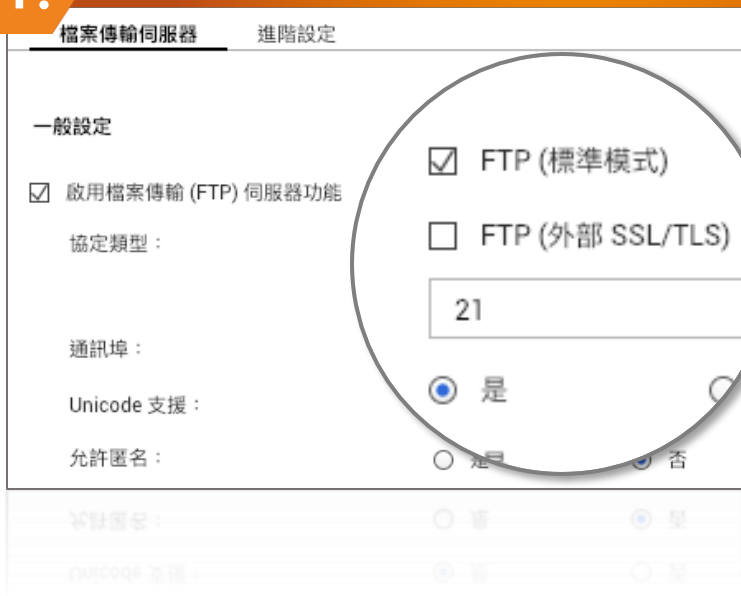 1.
檔案傳輸伺服器 進階設定
一般設定
啟用檔案傳輸 (FTP) 伺服器功能
協定類型：
FTP (標準模式)
FTP (外部 SSL/TLS)
通訊埠：
21
Unicode 支援：
是
允許匿名：
是 否